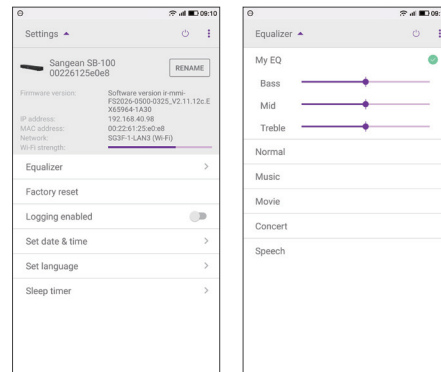 09:10
Settings
Sangean SB-100
00226125e0e8
RENAME
Firmware version:
Software version ir-mmi-
FS2026-0500-0325_V2.11.12c.E
X65964-1A30
IP address:
192.168.40.98
MAC address:
00:22:61:25:e0:e8
Network:
SG3F-1-LAN3 (Wi-Fi)
Wi-Fi strength:
Equalizer
Factory reset
Logging enabled
Set date & time
Set language
Sleep timer
Equalizer
My EQ
Bass
Mid
Treble
Normal
Music
Movie
Concert
Speech